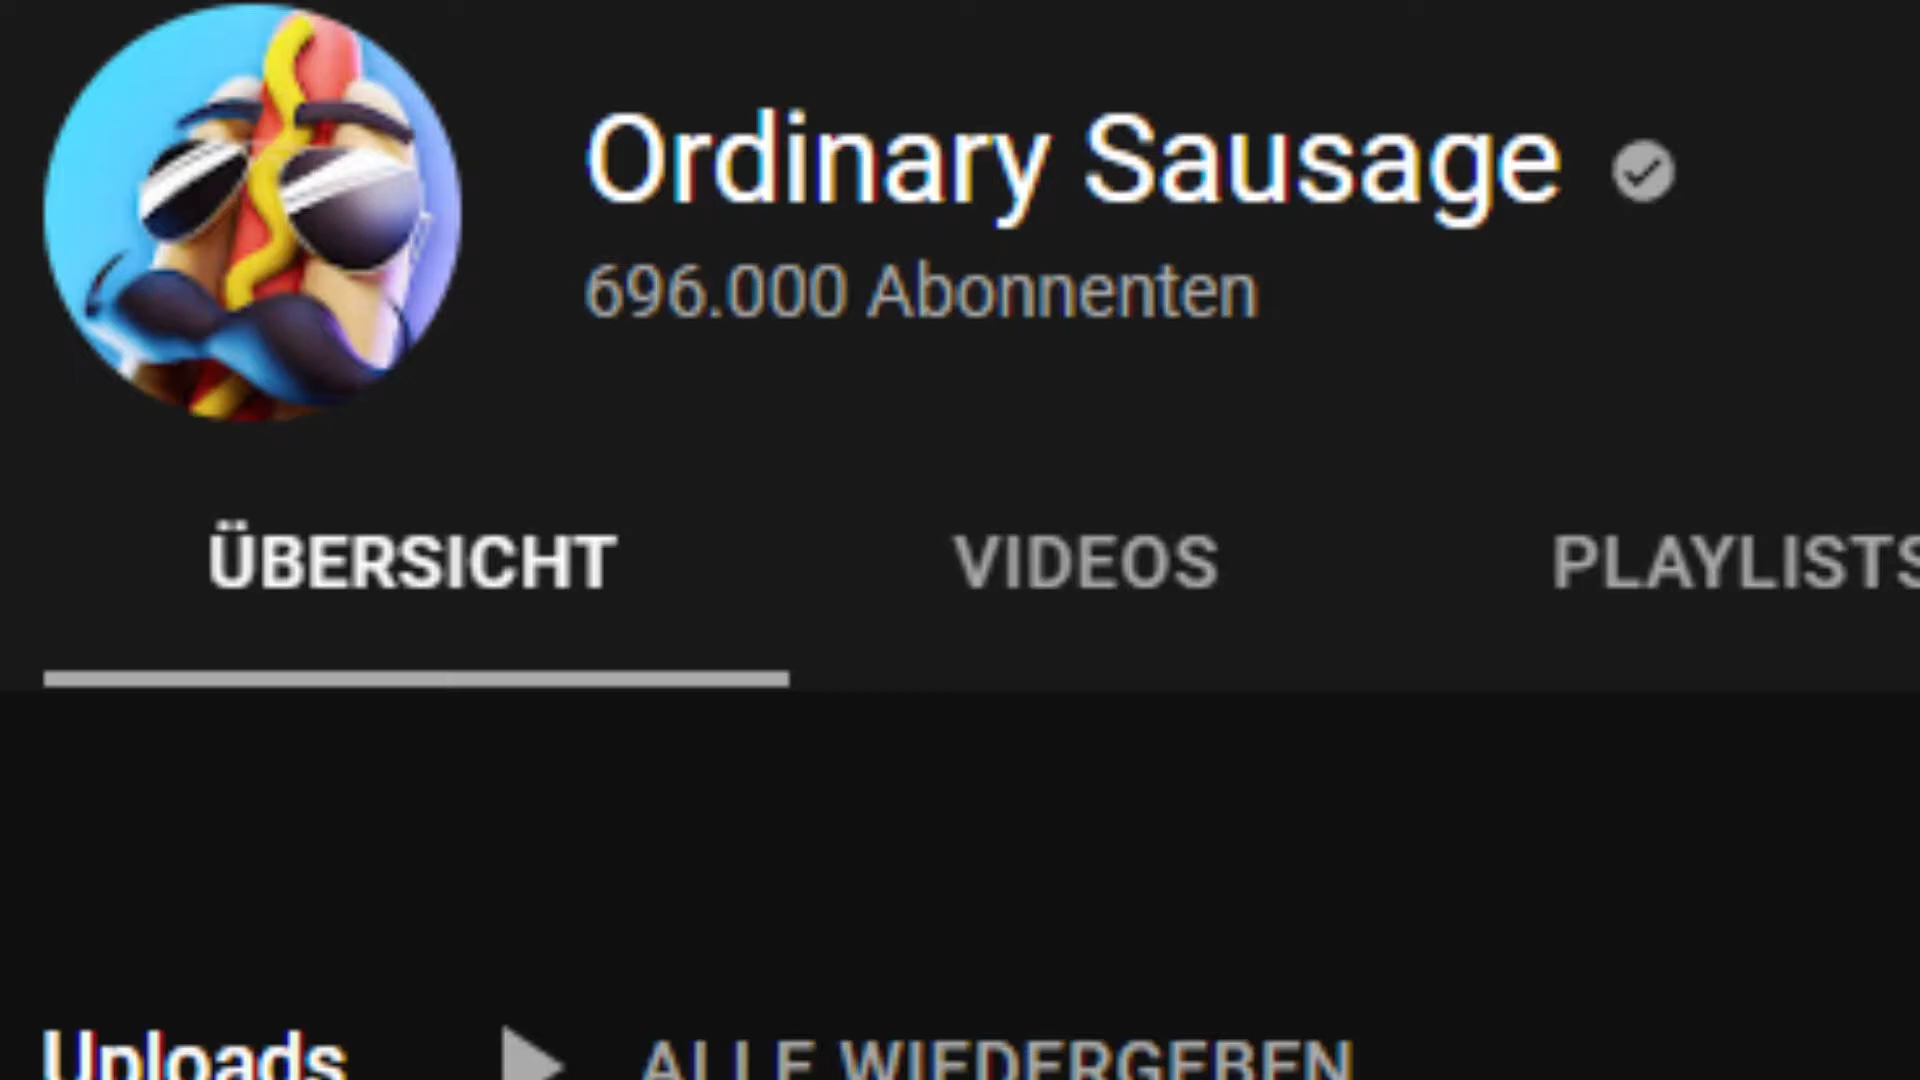 Ordinary Sausage
696.000 Abonnenten
ÜBERSICHT VIDEOS PLAYLISTS
Uploads ALLE WIEDERGEBEN